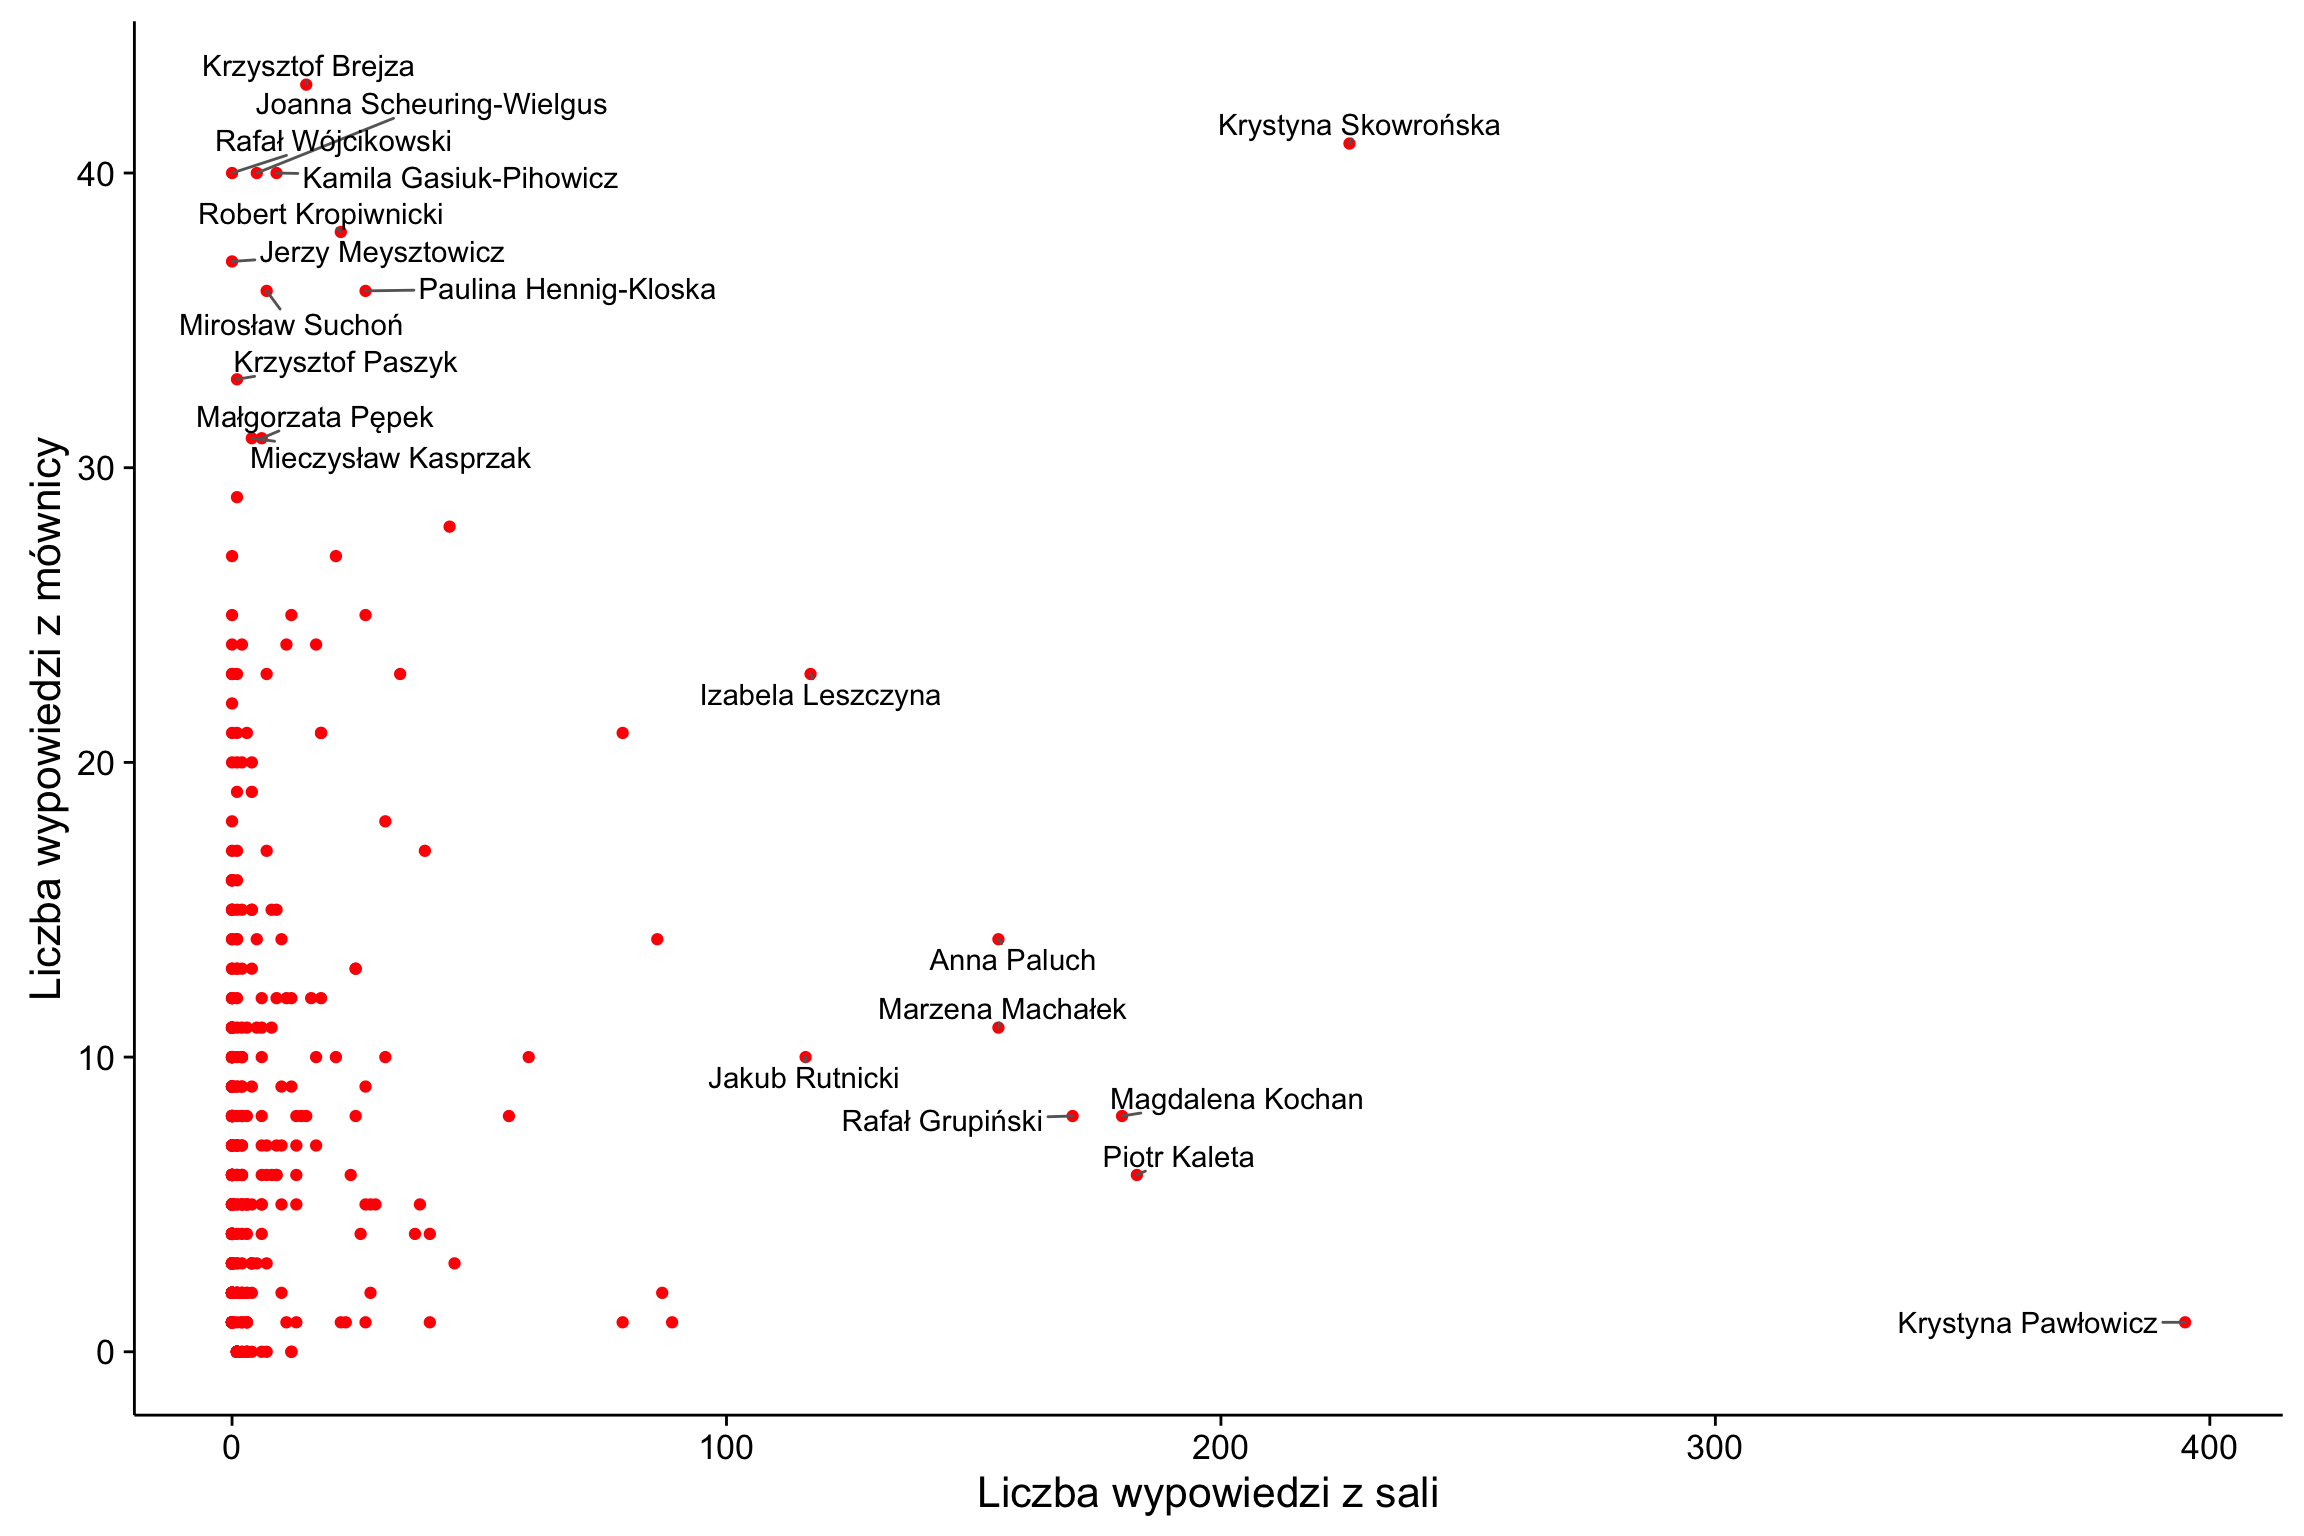 Krzysztof Brejza
Joanna Scheuring-Wielgus
Krystyna Skowrońska
Rafał Wójcikowski
40
Kamila Gasiuk-Pihowicz
Robert Kropiwnicki
Jerzy Meysztowicz
Paulina Hennig-Kloska
Mirosław Suchoń
Krzysztof Paszyk
Małgorzata Pępek
Mieczysław Kasprzak
30
Izabela Leszczyna
Liczba wypowiedzi z mównicy
20
Anna Paluch
Marzena Machałek
10
Jakub Rutnicki
Magdalena Kochan
Rafał Grupiński
Piotr Kaleta
Krystyna Pawłowicz
0
0 100 200 300 400
Liczba wypowiedzi z sali